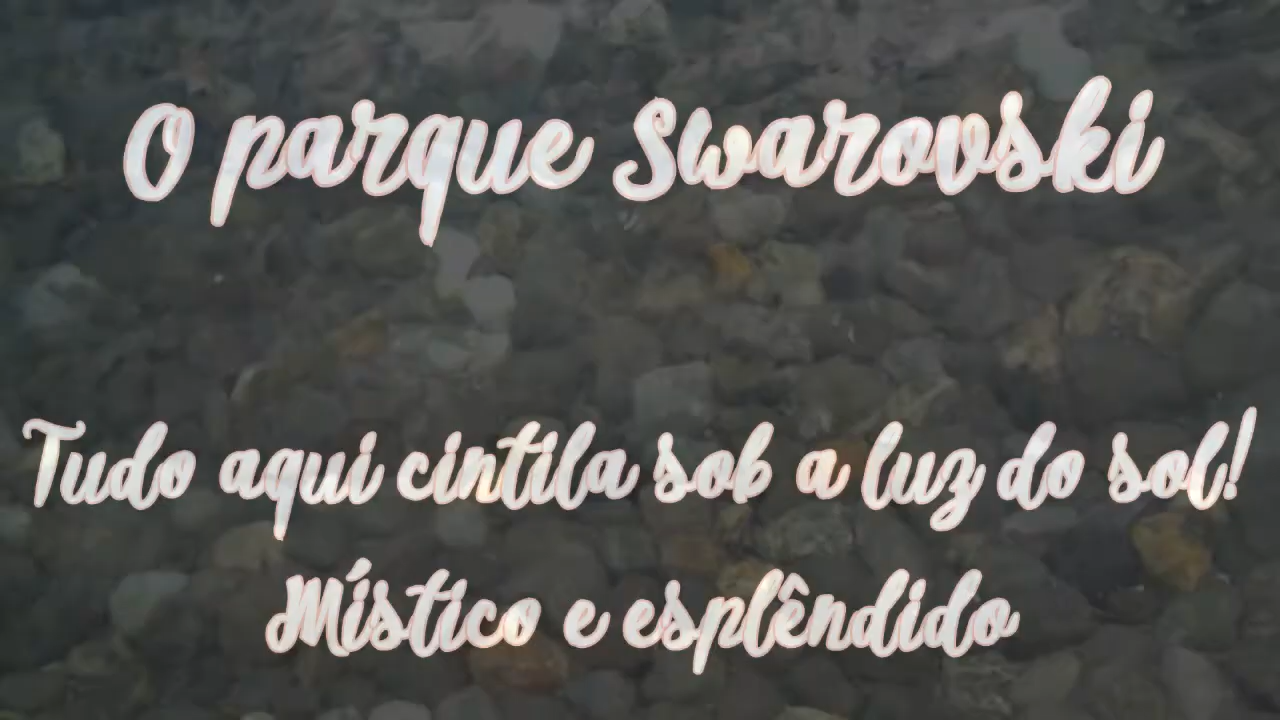 O parque Swarovski
Tudo aqui cintila sob a luz do sol!
Místico e esplêndido